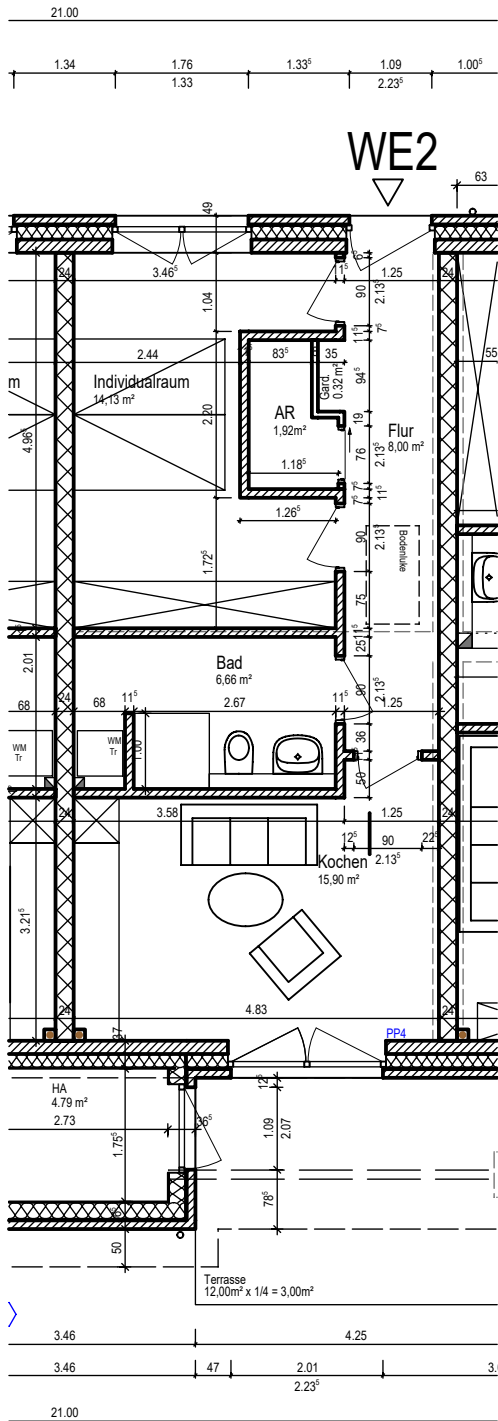 21.00
1.34 1.76 1.33⁵ 1.09 1.00⁵
1.33 2.23⁵
WE2
63
49
24 3.46⁵ 1⁵ 1.25 24
6⁵
90
2.13⁵
1.04
11⁵
7⁵
2.44
83⁵ 35
55
m
Individualraum
14,13 m²
Gard.
0.32 m²
94⁵
2.20
AR
1,92m²
19
Flur
8,00 m²
4.96⁵
76
2.13⁵
1.18⁵
7⁵
7⁵
11⁵
1.26⁵
90
2.13⁵
Bodenluke
1.72⁵
75
11⁵
25
2.01
Bad
6,66 m²
90
2.13⁵
68 24 68 11⁵ 2.67 11⁵ 1.25
WM
Tr
WM
Tr
1.00
36
50
24 3.58 1.25 24
12⁵ 90 22⁵
2.13⁵
Kochen
15,90 m²
3.21⁵
24 4.83 24
37
PP4
HA
4.79 m²
2.73
36⁵
12⁵
1.09
2.07
1.75⁵
78⁵
6⁵
50
Terrasse
12,00m² x 1/4 = 3,00m²
3.46 4.25
3.46 47 2.01
2.23⁵
21.00